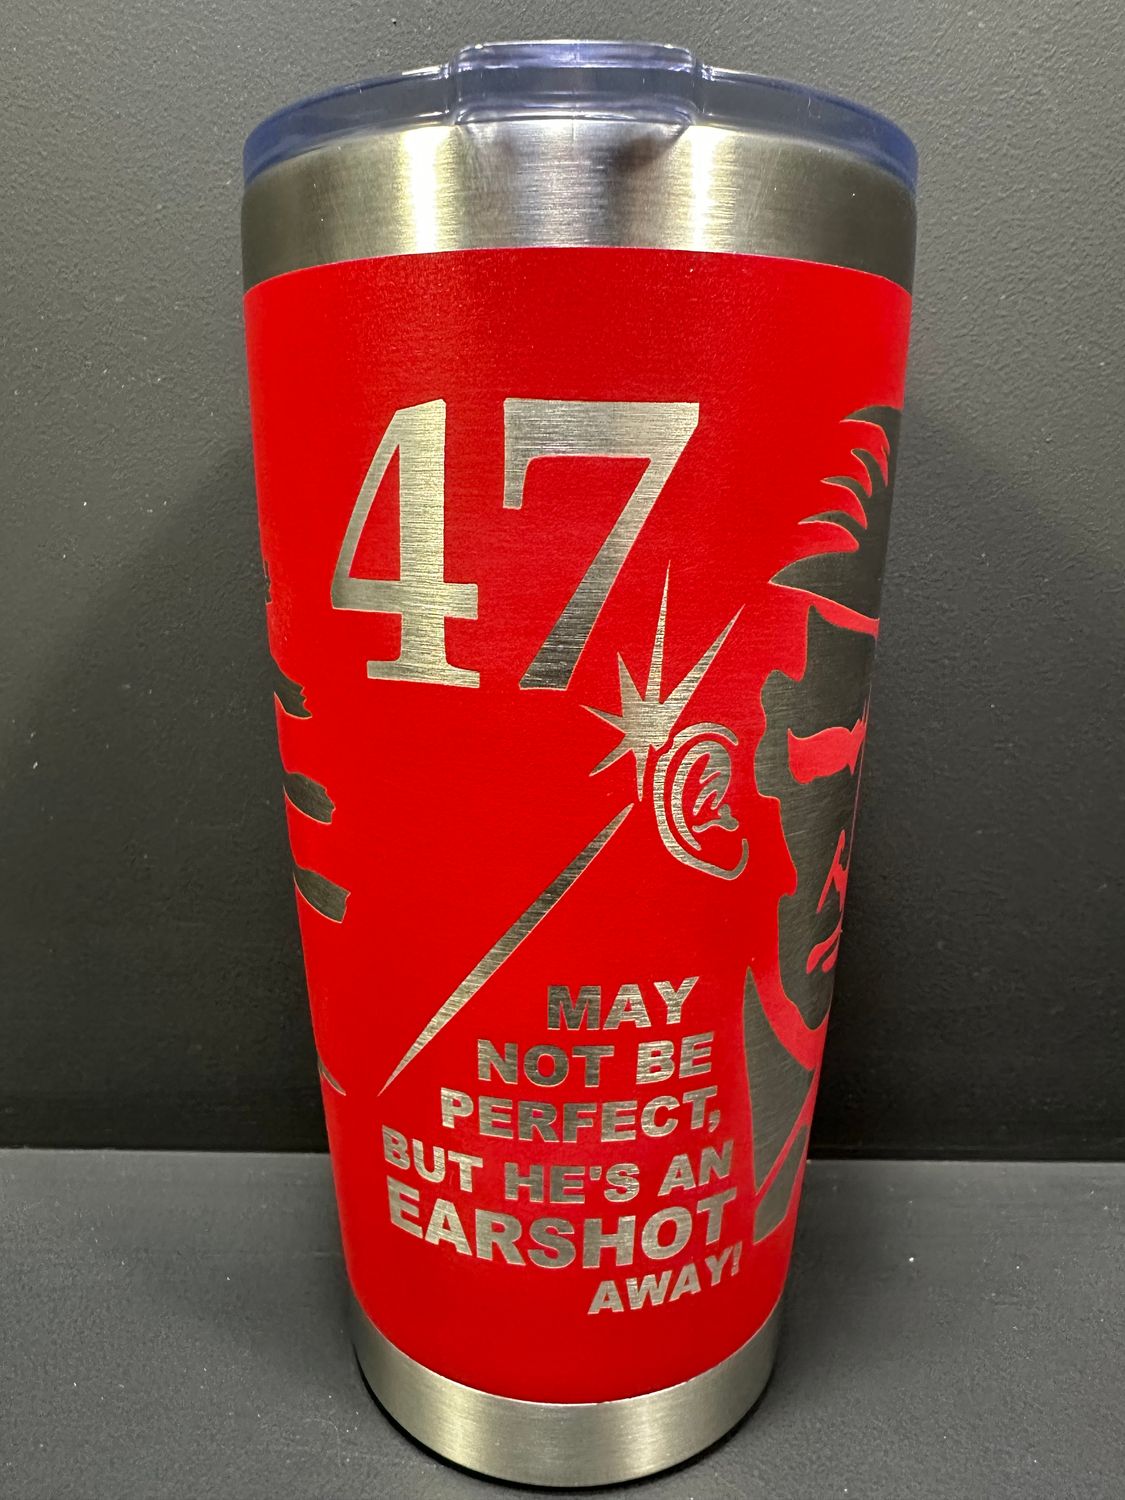 47
MAY
NOT BE
PERFECT,
BUT HE'S AN
EARSHOT
AWAY!